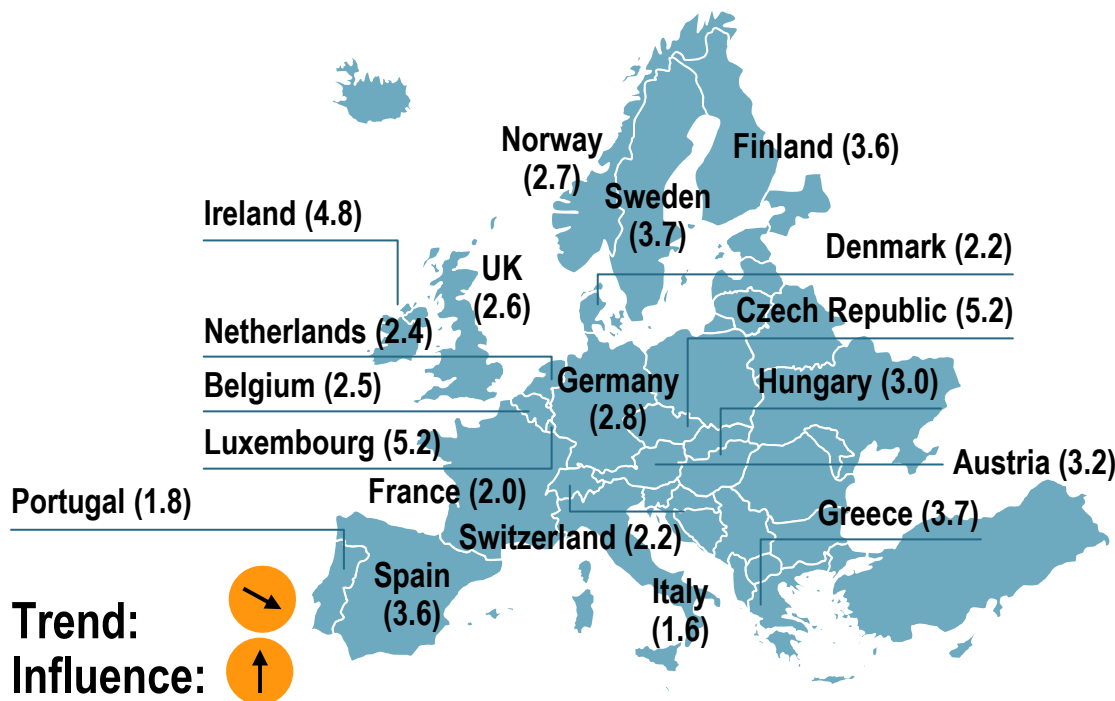 Norway
(2.7)
Finland (3.6)
Sweden
(3.7)
Ireland (4.8)
Denmark (2.2)
UK
(2.6)
Czech Republic (5.2)
Netherlands (2.4)
Germany
(2.8)
Hungary (3.0)
Belgium (2.5)
Luxembourg (5.2)
Austria (3.2)
France (2.0)
Portugal (1.8)
Greece (3.7)
Switzerland (2.2)
Spain
(3.6)
Italy
(1.6)
Trend:
Influence: